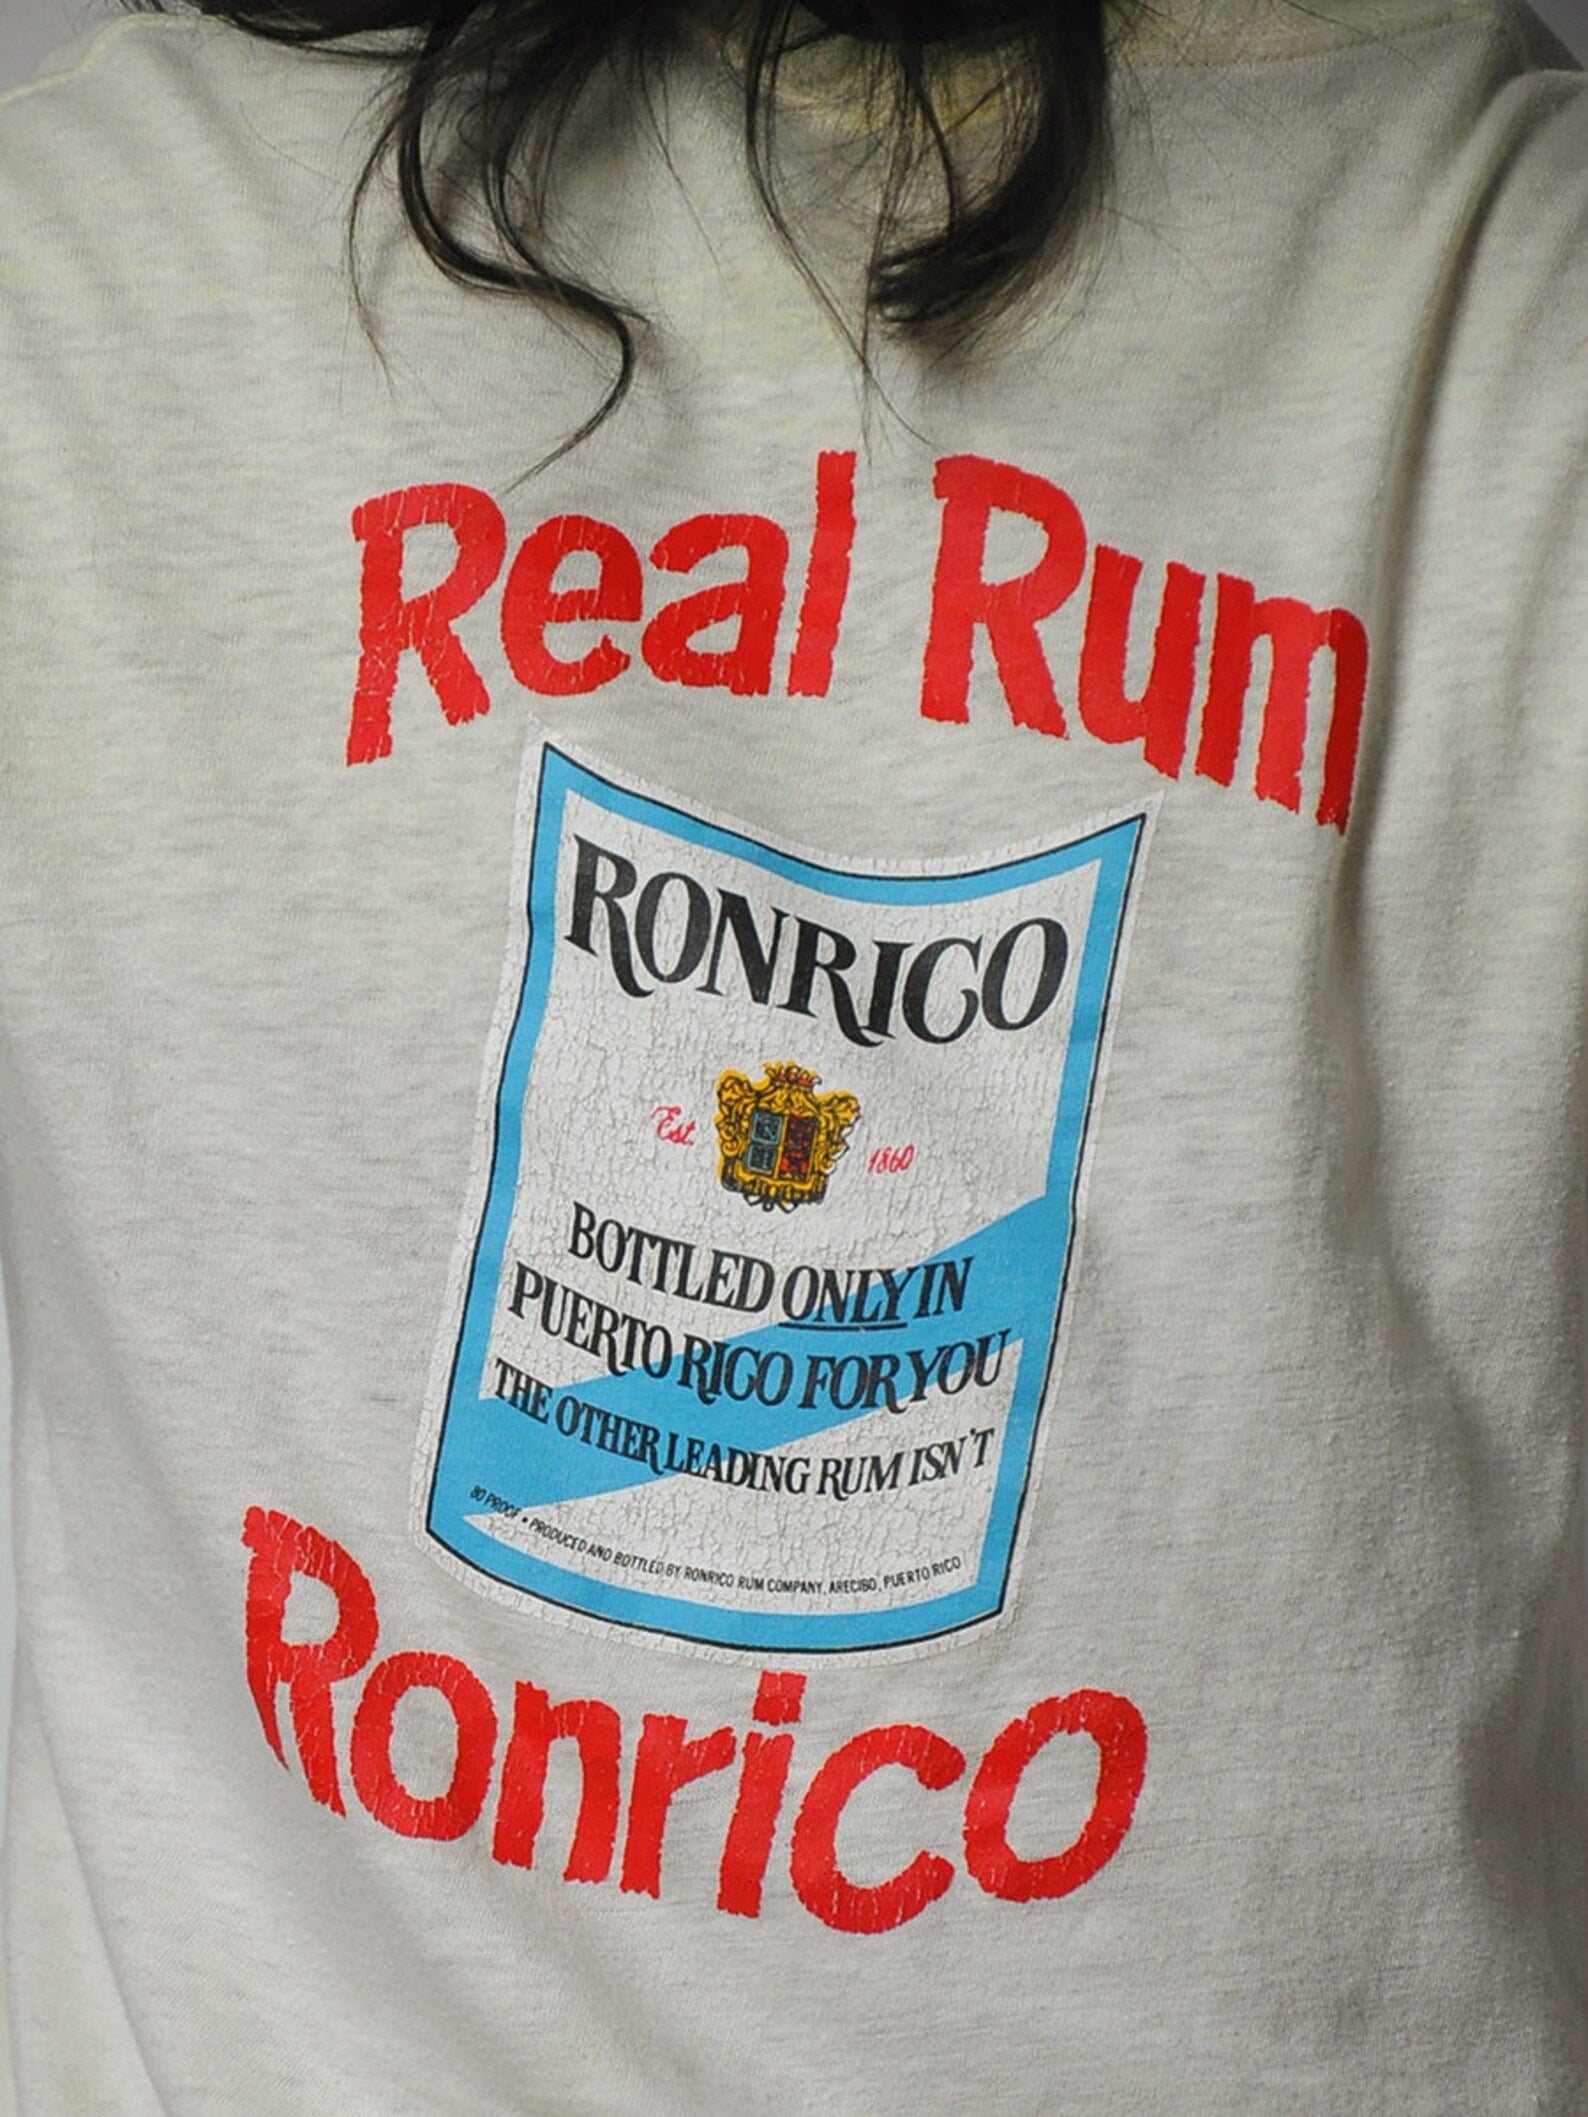 Real Rum
RONRICO
Est. 1860
BOTTLED ONLY IN
PUERTO RICO FOR YOU
THE OTHER LEADING RUM ISN'T
80 PROOF • PRODUCED AND BOTTLED BY RONRICO RUM COMPANY, ARECIBO, PUERTO RICO
Ronrico